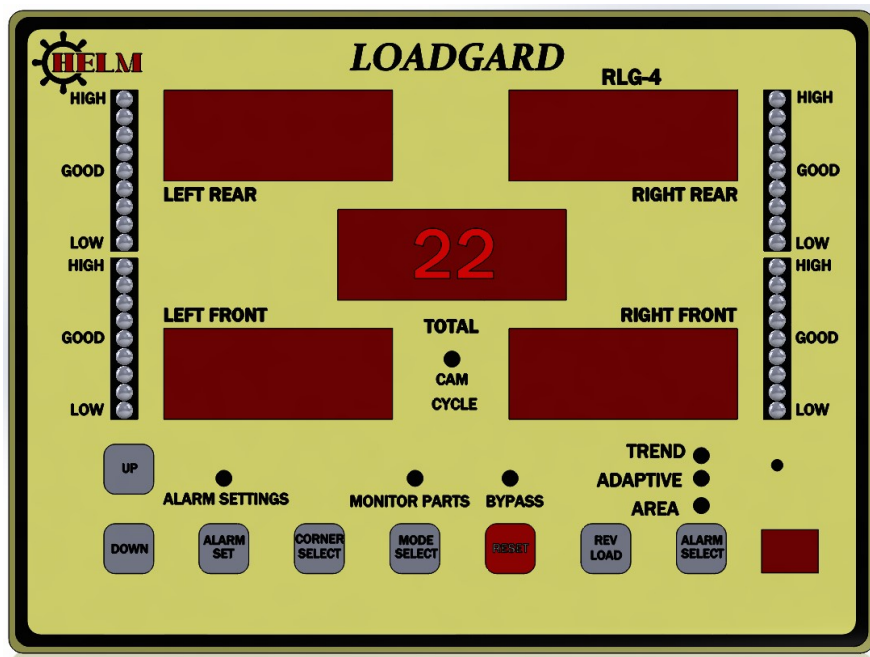 HELM
LOADGARD
RLG-4
HIGH
GOOD
LOW
HIGH
GOOD
LOW
LEFT REAR
RIGHT REAR
HIGH
GOOD
LOW
HIGH
GOOD
LOW
22
LEFT FRONT
TOTAL
RIGHT FRONT
CAM
CYCLE
UP
ALARM SETTINGS
MONITOR PARTS
BYPASS
TREND
ADAPTIVE
AREA
DOWN
ALARM
SET
CORNER
SELECT
MODE
SELECT
RESET
REV
LOAD
ALARM
SELECT